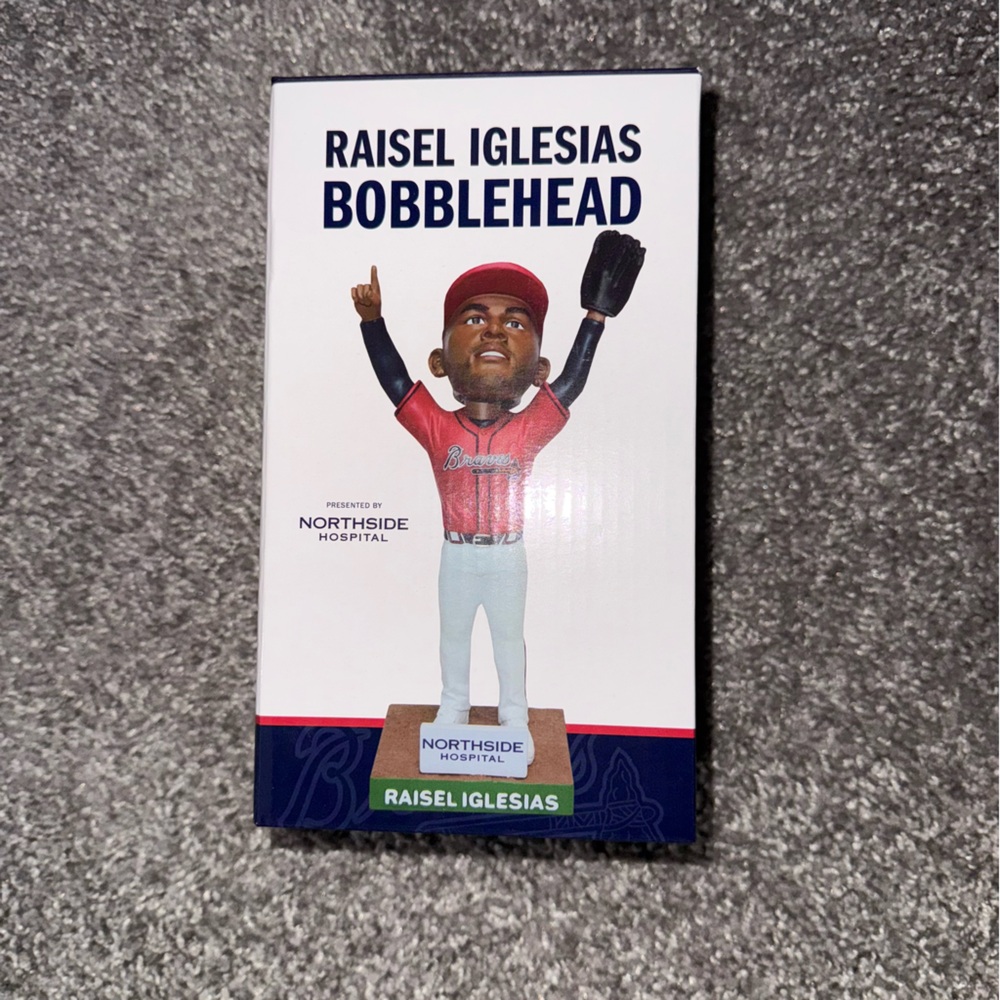 RAISEL IGLESIAS
BOBBLEHEAD
Braves
PRESENTED BY
NORTHSIDE
HOSPITAL
NORTHSIDE
HOSPITAL
RAISEL IGLESIAS